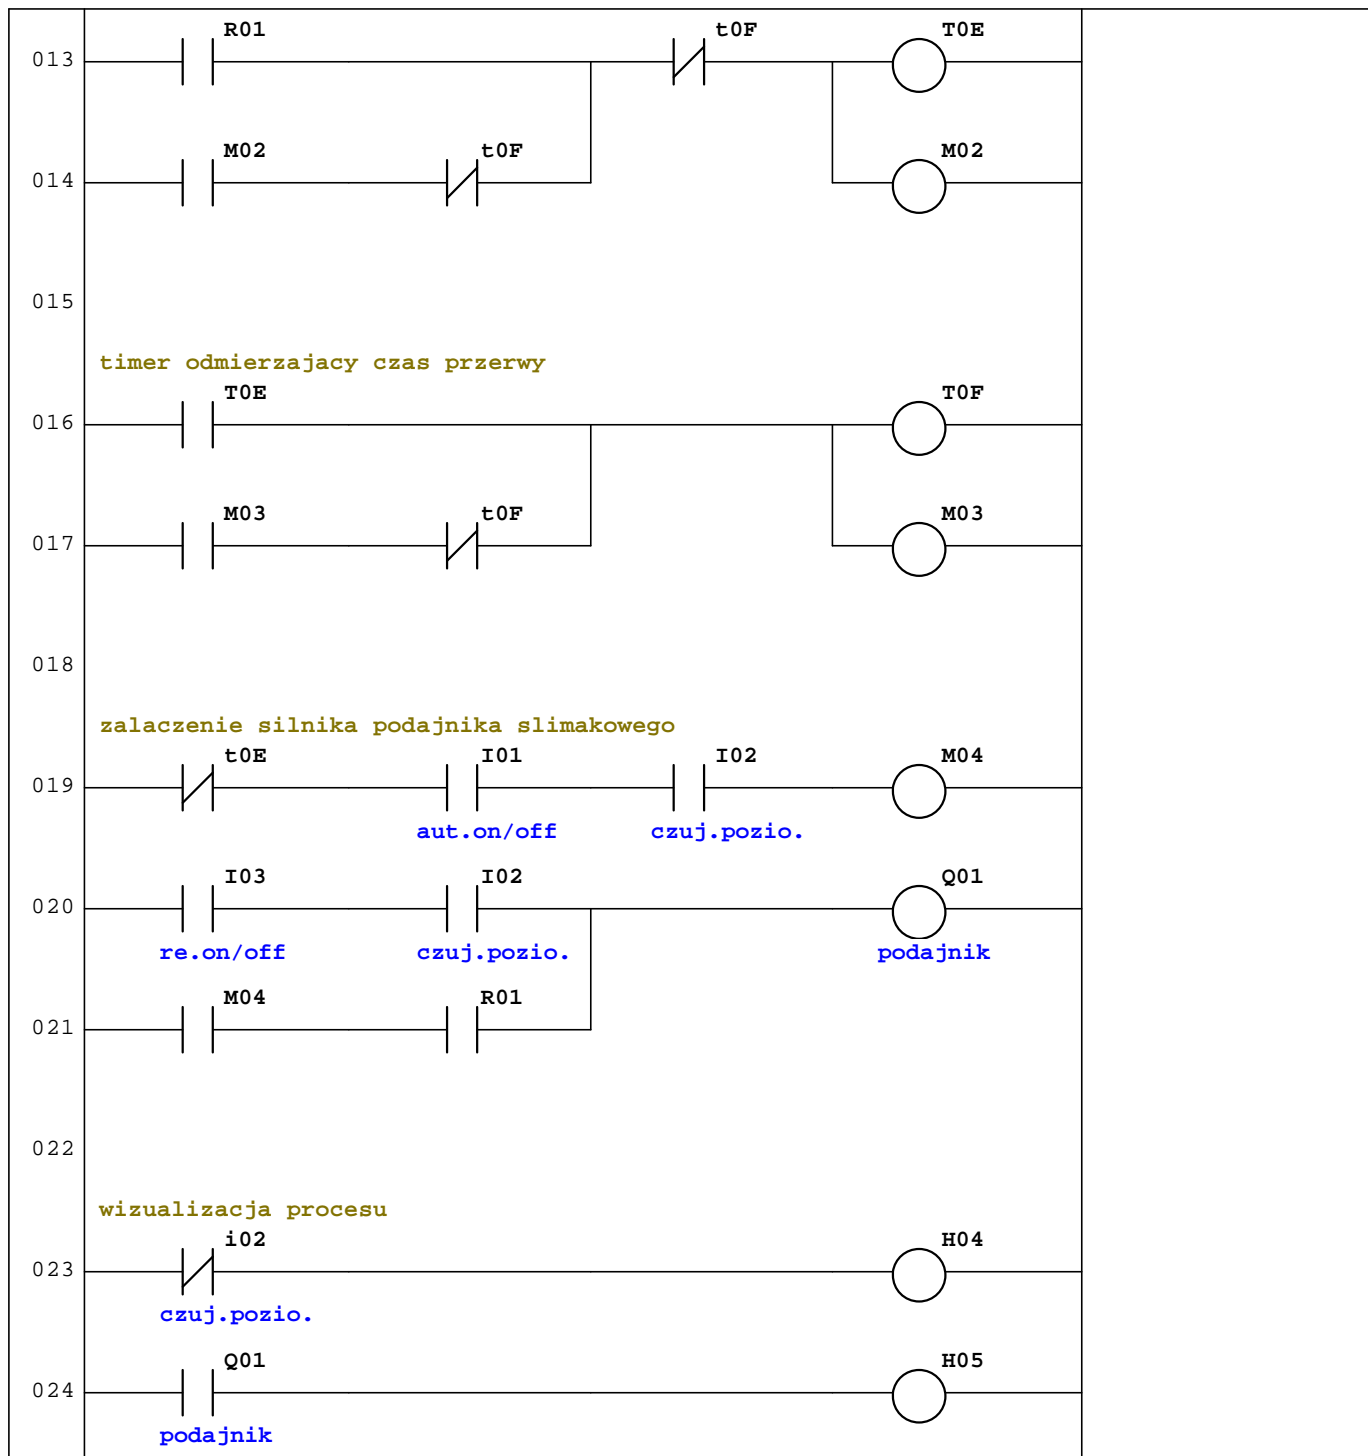 R01 t0F T0E
013
M02 t0F M02
014
015
timer odmierzajacy czas przerwy
T0E T0F
016
M03 t0F M03
017
018
zalaczenie silnika podajnika slimakowego
t0E I01 I02 M04
019
aut.on/off czuj.pozio.
I03 I02 Q01
020
re.on/off czuj.pozio. podajnik
M04 R01
021
022
wizualizacja procesu
i02 H04
023
czuj.pozio.
Q01 H05
024
podajnik